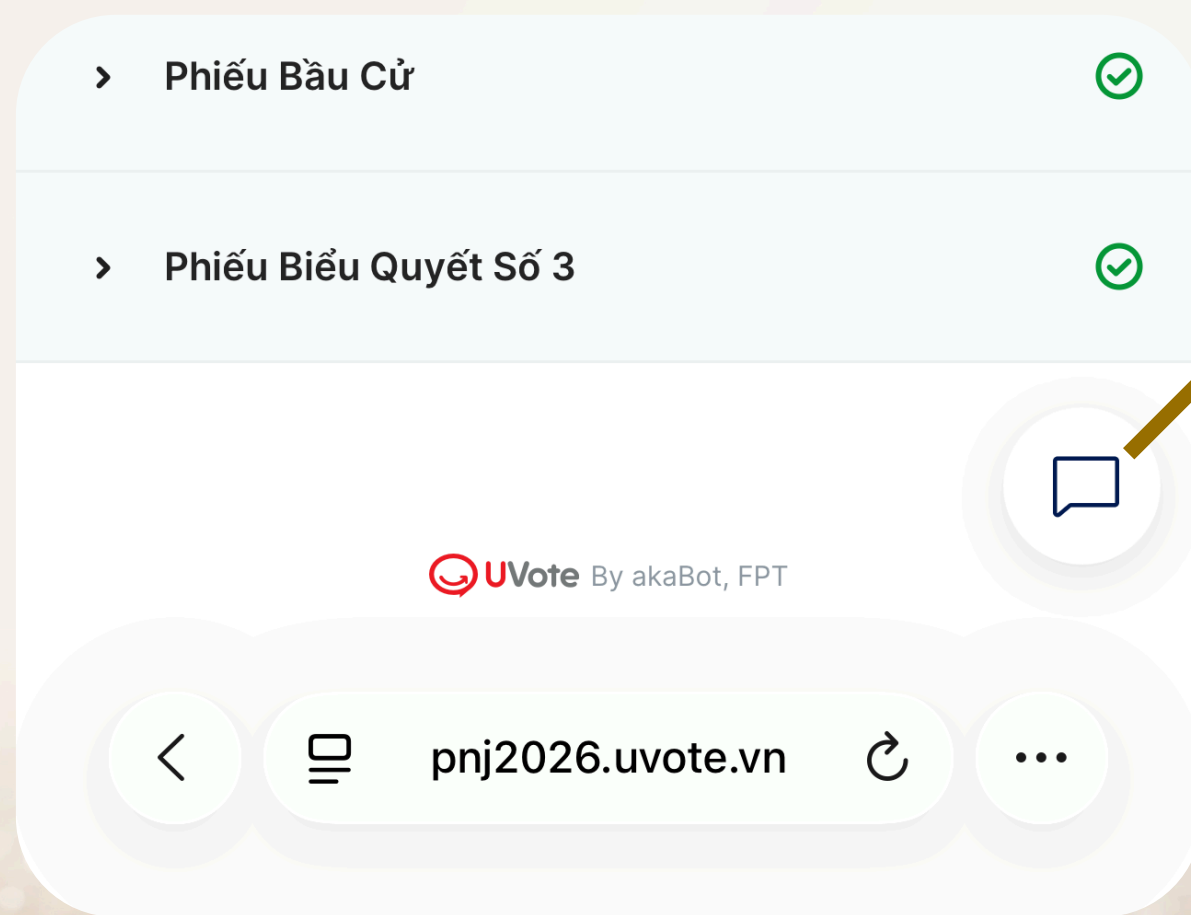 Phiếu Bầu Cử
Phiếu Biểu Quyết Số 3
UVote By akaBot, FPT
pnj2026.uvote.vn